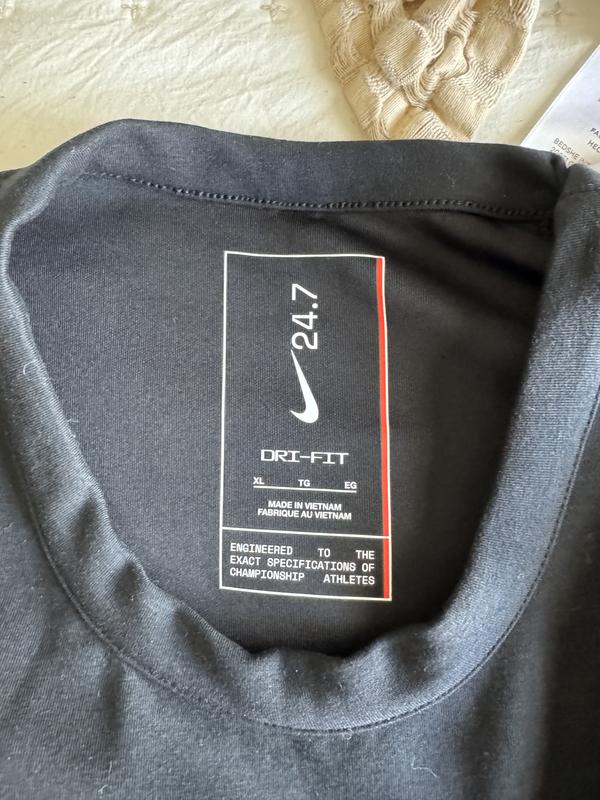 24.7
DRI-FIT
XL TG EG
MADE IN VIETNAM
FABRIQUE AU VIETNAM
ENGINEERED TO THE
EXACT SPECIFICATIONS OF
CHAMPIONSHIP ATHLETES